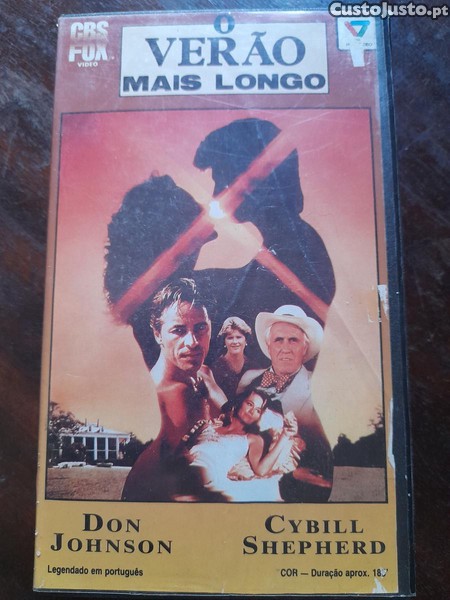 CustoJusto.pt
CBS
FOX
VIDEO
O
VERÃO
MAIS LONGO
DON
JOHNSON
CYBILL
SHEPHERD
Legendado em português
COR — Duração aprox.